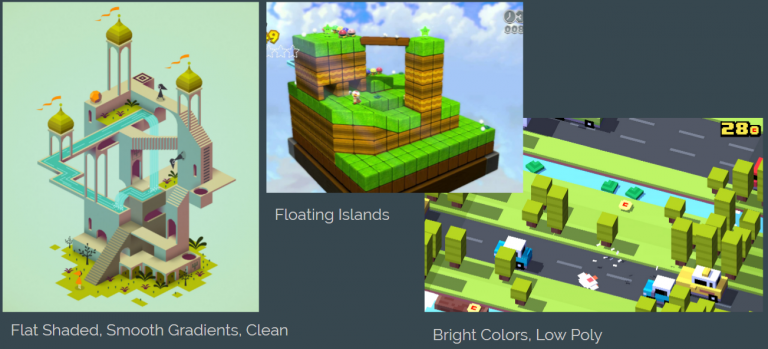 Flat Shaded, Smooth Gradients, Clean
Floating Islands
28
Bright Colors, Low Poly